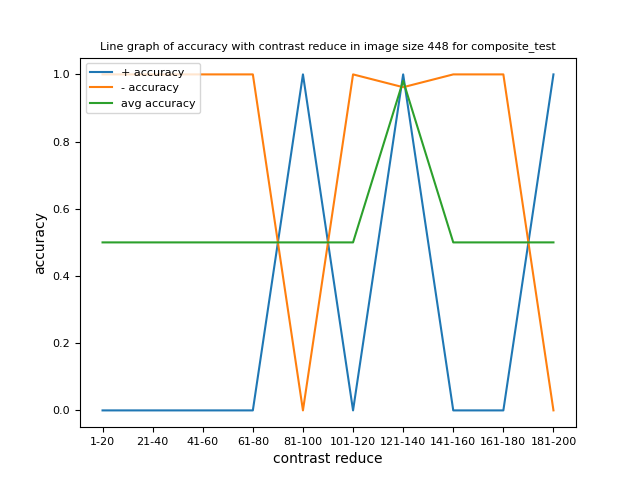 Line graph of accuracy with contrast reduce in image size 448 for composite_test
+ accuracy
- accuracy
avg accuracy
accuracy
1.0
0.8
0.6
0.4
0.2
0.0
1-20 21-40 41-60 61-80 81-100 101-120 121-140 141-160 161-180 181-200
contrast reduce